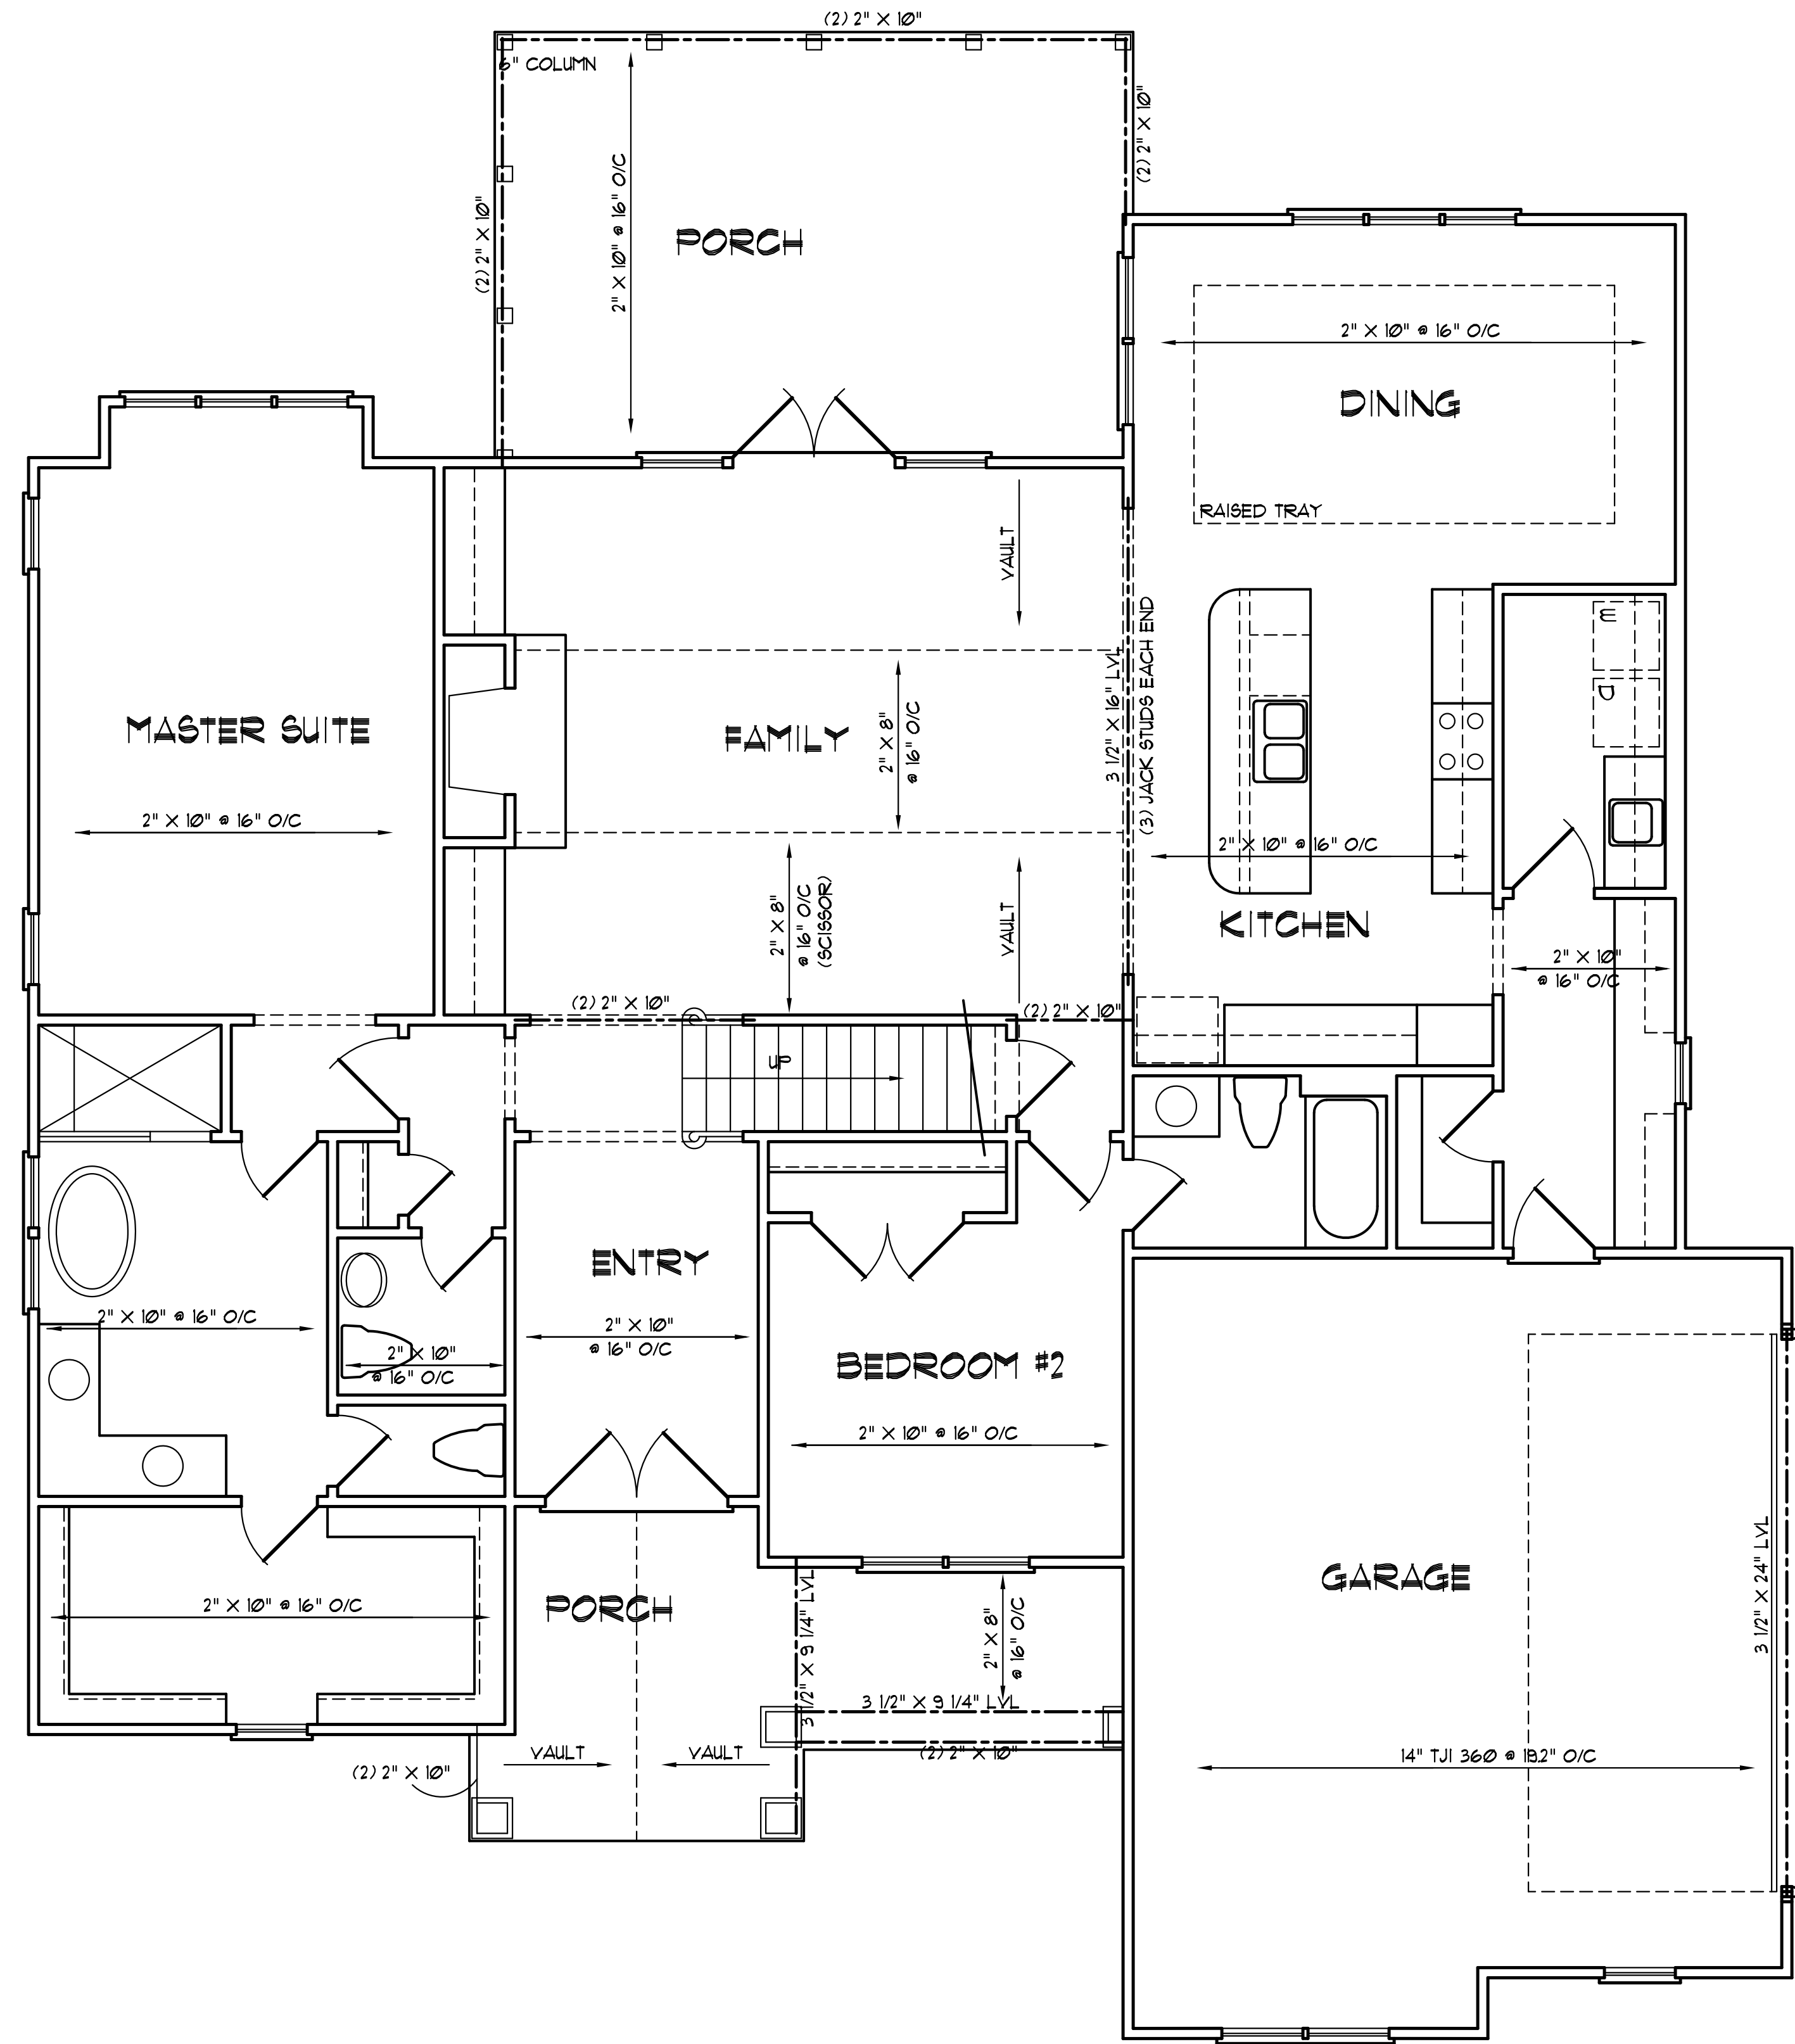 (2) 2" X 10"
6" COLUMN
(2) 2" X 10"
2" X 10" @ 16" O/C
(2) 2" X 10"
PORCH
2" X 10" @ 16" O/C
DINING
RAISED TRAY
VAULT
E
D
3 1/2" X 16" LVL
(3) JACK STUDS EACH END
MASTER SUITE
FAMILY
2" X 8"
@ 16" O/C
2" X 10" @ 16" O/C
2" X 10" @ 16" O/C
2" X 8"
@ 16" O/C
(SCISSOR)
VAULT
KITCHEN
2" X 10"
@ 16" O/C
(2) 2" X 10"
(2) 2" X 10"
UP
ENTRY
2" X 10" @ 16" O/C
2" X 10"
@ 16" O/C
2" X 10"
@ 16" O/C
BEDROOM #2
2" X 10" @ 16" O/C
GARAGE
3 1/2" X 24" LVL
2" X 10" @ 16" O/C
PORCH
3 1/2" X 9 1/4" LVL
2" X 8"
@ 16" O/C
3 1/2" X 9 1/4" LVL
(2) 2" X 10"
VAULT
VAULT
(2) 2" X 10"
14" TJI 360 @ 19.2" O/C